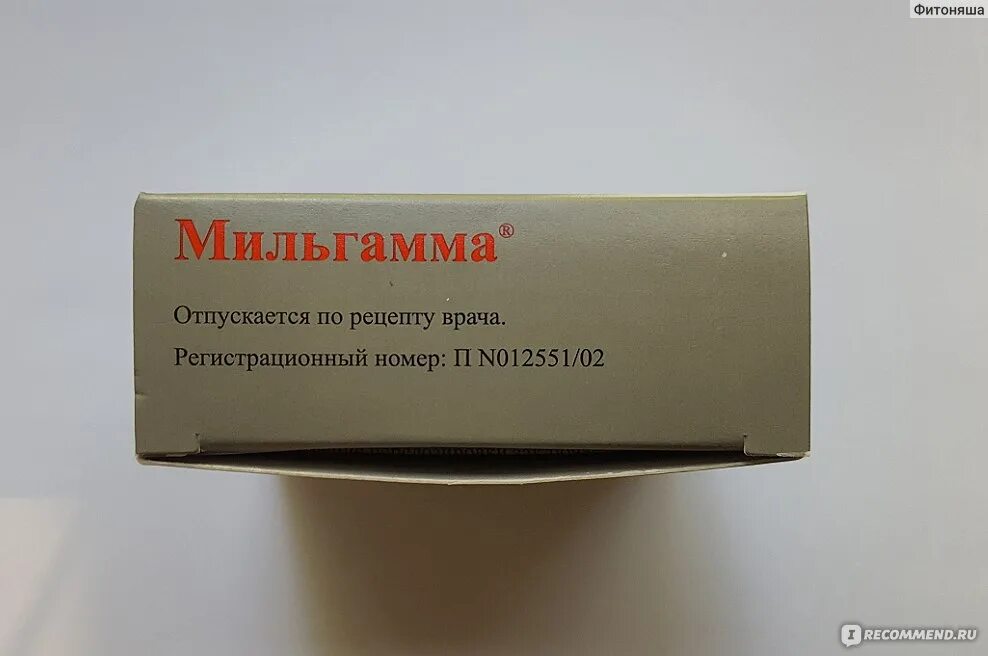 Фитоняша
Мильгамма®
Отпускается по рецепту врача.
Регистрационный номер: П N012551/02
I RECOMMEND.RU